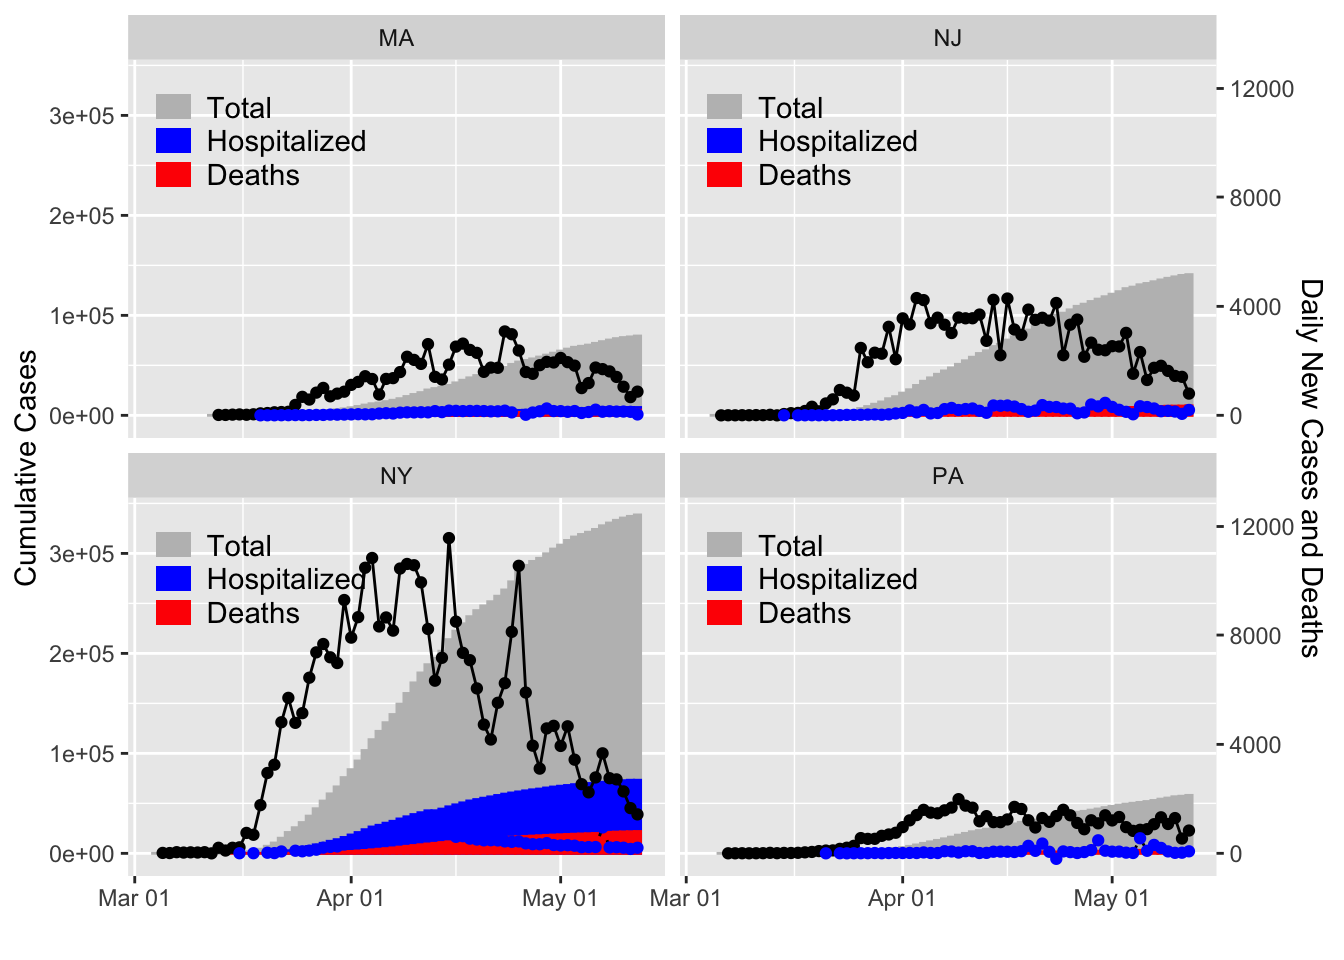 MA
NJ
Total
Hospitalized
Deaths
Total
Hospitalized
Deaths
3e+05
2e+05
1e+05
0e+00
12000
8000
4000
0
NY
PA
Total
Hospitalized
Deaths
Total
Hospitalized
Deaths
3e+05
2e+05
1e+05
0e+00
12000
8000
4000
0
Mar 01
Apr 01
May 01
Mar 01
Apr 01
May 01
Cumulative Cases
Daily New Cases and Deaths